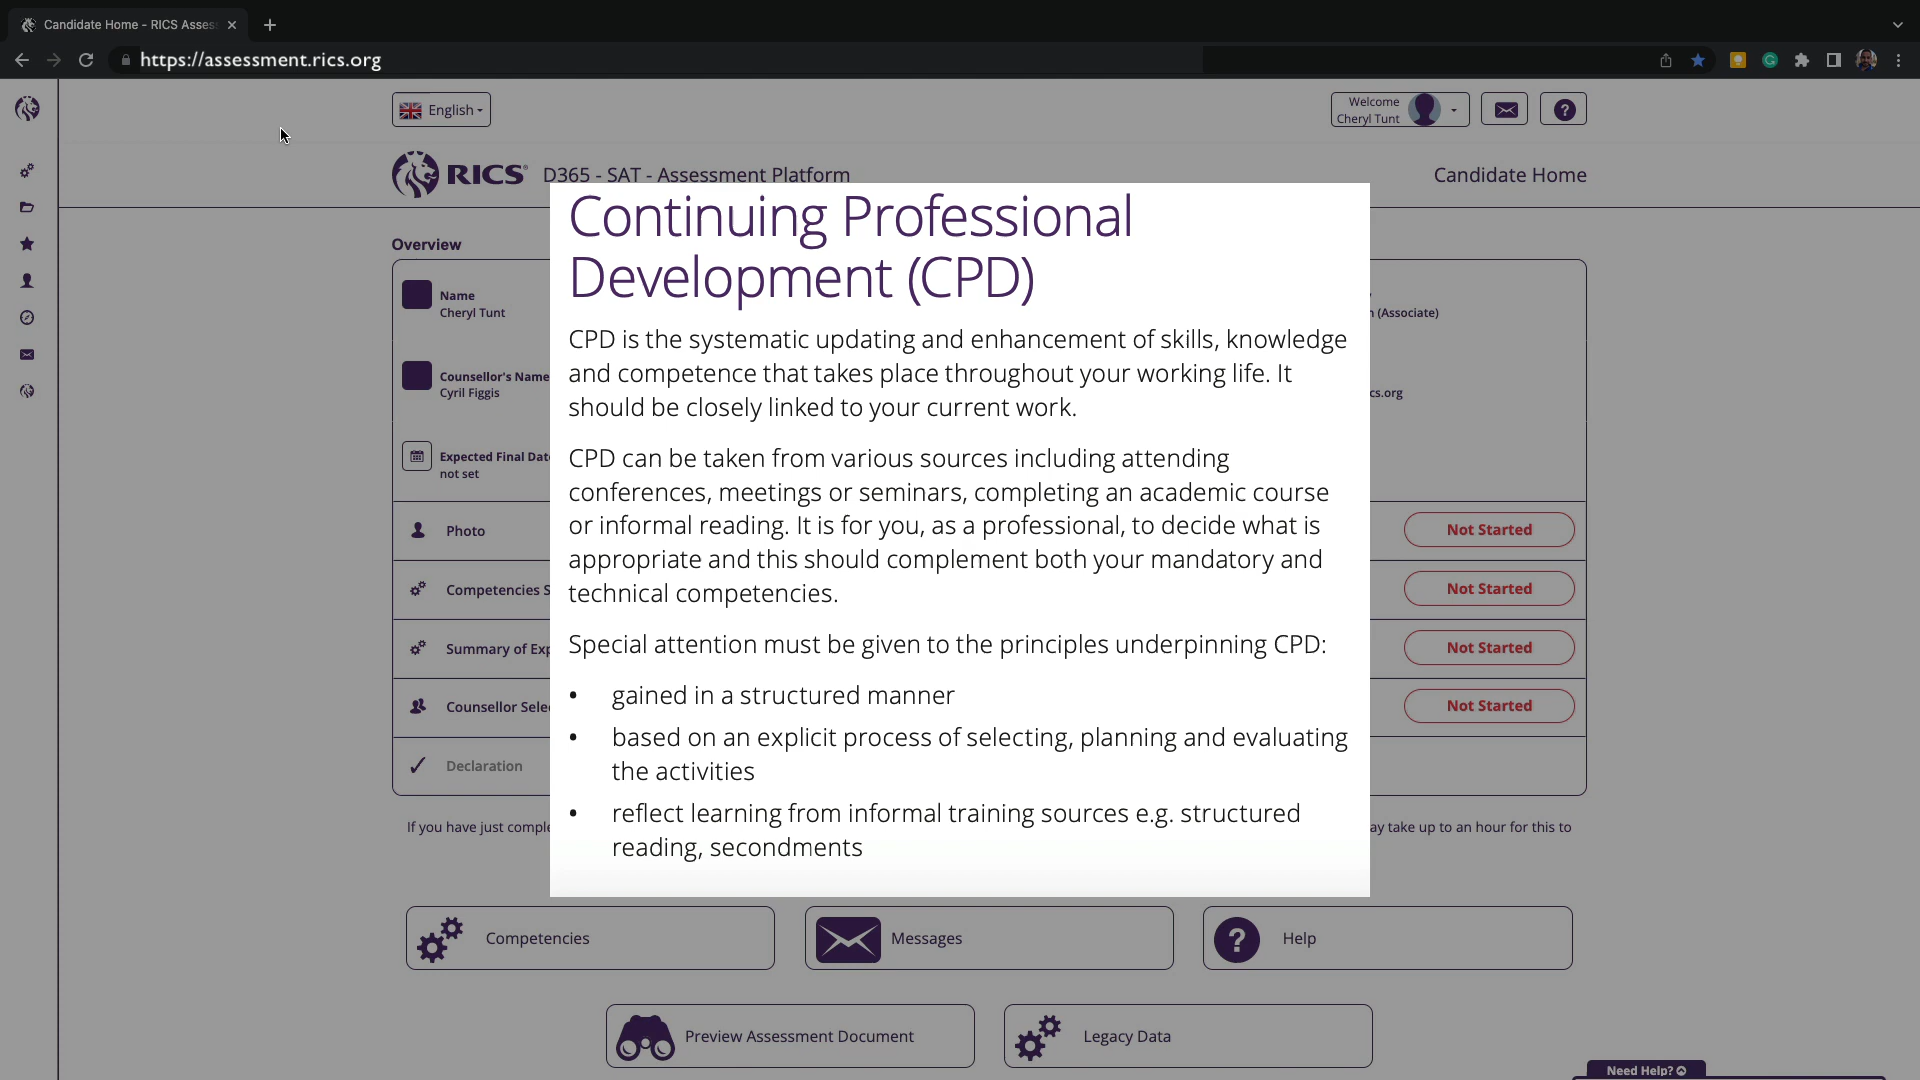 Candidate Home - RICS Asses
https://assessment.rics.org
English
Welcome
Cheryl Tunt
RICS D365 - SAT - Assessment Platform
Candidate Home
Overview
Name
Cheryl Tunt
(Associate)
Counsellor's Name
Cyril Figgis
cs.org
Expected Final Dat
not set
Photo
Not Started
Competencies S
Not Started
Summary of Exp
Not Started
Counsellor Sele
Not Started
Declaration
Continuing Professional
Development (CPD)
CPD is the systematic updating and enhancement of skills, knowledge
and competence that takes place throughout your working life. It
should be closely linked to your current work.
CPD can be taken from various sources including attending
conferences, meetings or seminars, completing an academic course
or informal reading. It is for you, as a professional, to decide what is
appropriate and this should complement both your mandatory and
technical competencies.
Special attention must be given to the principles underpinning CPD:
• gained in a structured manner
• based on an explicit process of selecting, planning and evaluating
the activities
• reflect learning from informal training sources e.g. structured
reading, secondments
If you have just comple
ay take up to an hour for this to
Competencies
Messages
? Help
Preview Assessment Document
Legacy Data
Need Help?